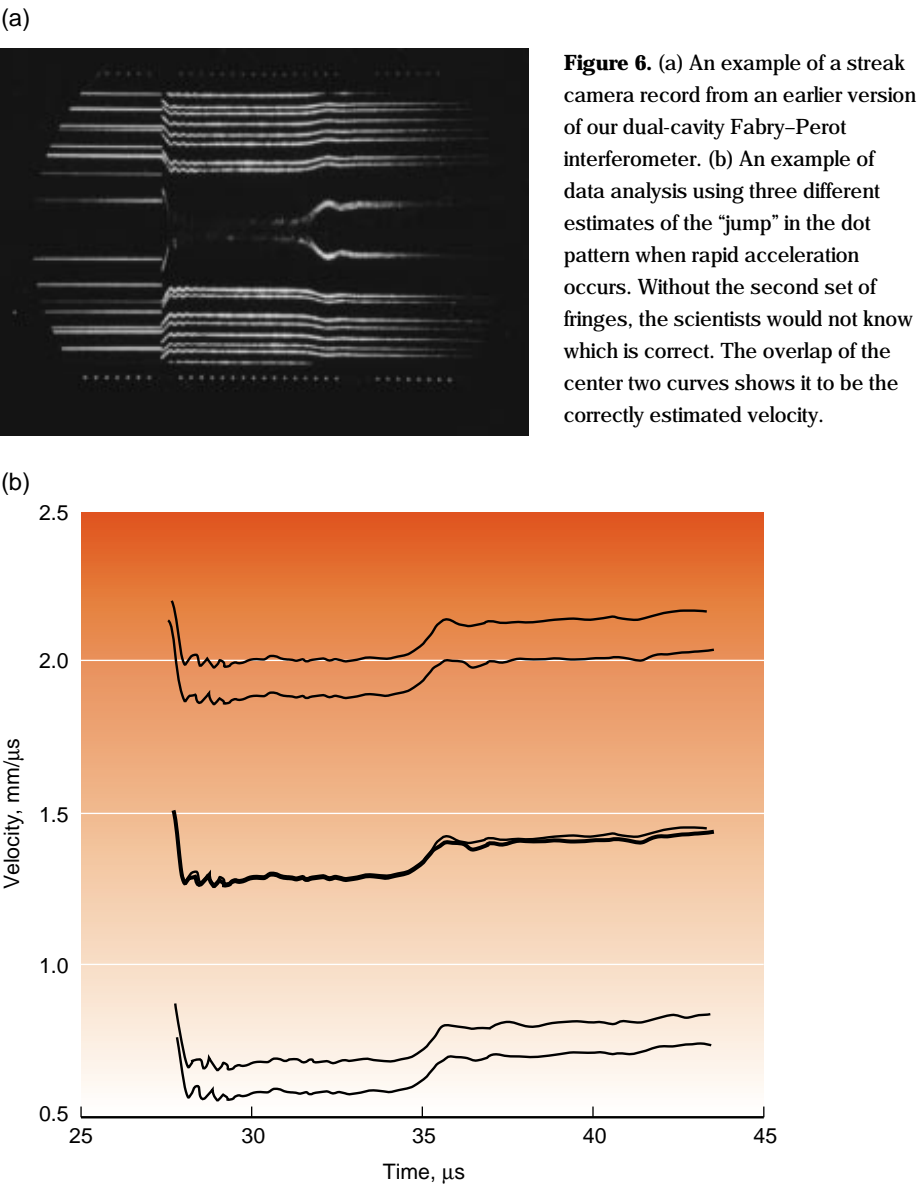 (a)
Figure 6. (a) An example of a streak
camera record from an earlier version
of our dual-cavity Fabry–Perot
interferometer. (b) An example of
data analysis using three different
estimates of the “jump” in the dot
pattern when rapid acceleration
occurs. Without the second set of
fringes, the scientists would not know
which is correct. The overlap of the
center two curves shows it to be the
correctly estimated velocity.
(b)
2.5
2.0
1.5
1.0
0.5
Velocity, mm/μs
25 30 35 40 45
Time, μs